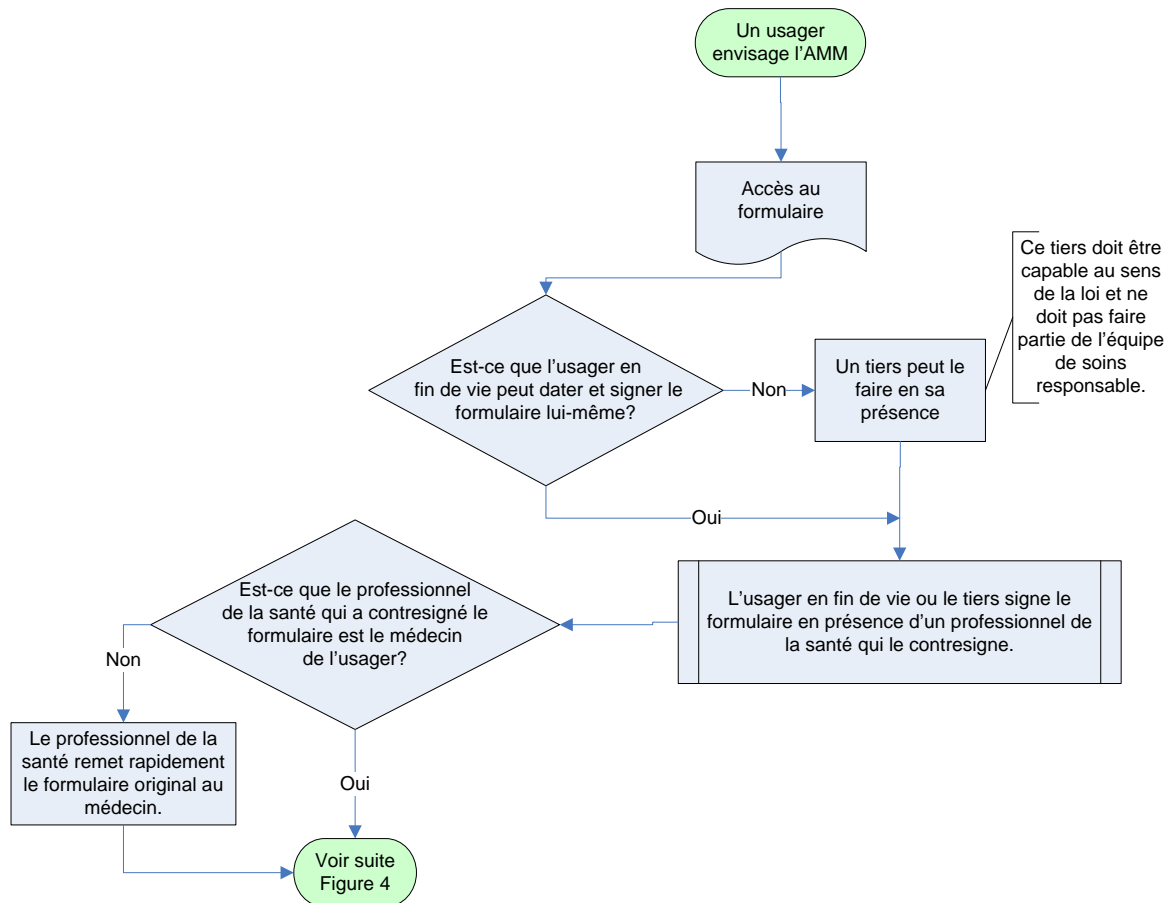 Un usager
envisage l'AMM
Accès au
formulaire
Ce tiers doit être
capable au sens
de la loi et ne
doit pas faire
partie de l'équipe
de soins
responsable.
Est-ce que l'usager en
fin de vie peut dater et signer le
formulaire lui-même?
Non
Un tiers peut le
faire en sa
présence
Oui
L'usager en fin de vie ou le tiers signe le
formulaire en présence d'un professionnel de
la santé qui le contresigne.
Est-ce que le professionnel
de la santé qui a contresigné le
formulaire est le médecin
de l'usager?
Non
Le professionnel de la
santé remet rapidement
le formulaire original au
médecin.
Oui
Voir suite
Figure 4